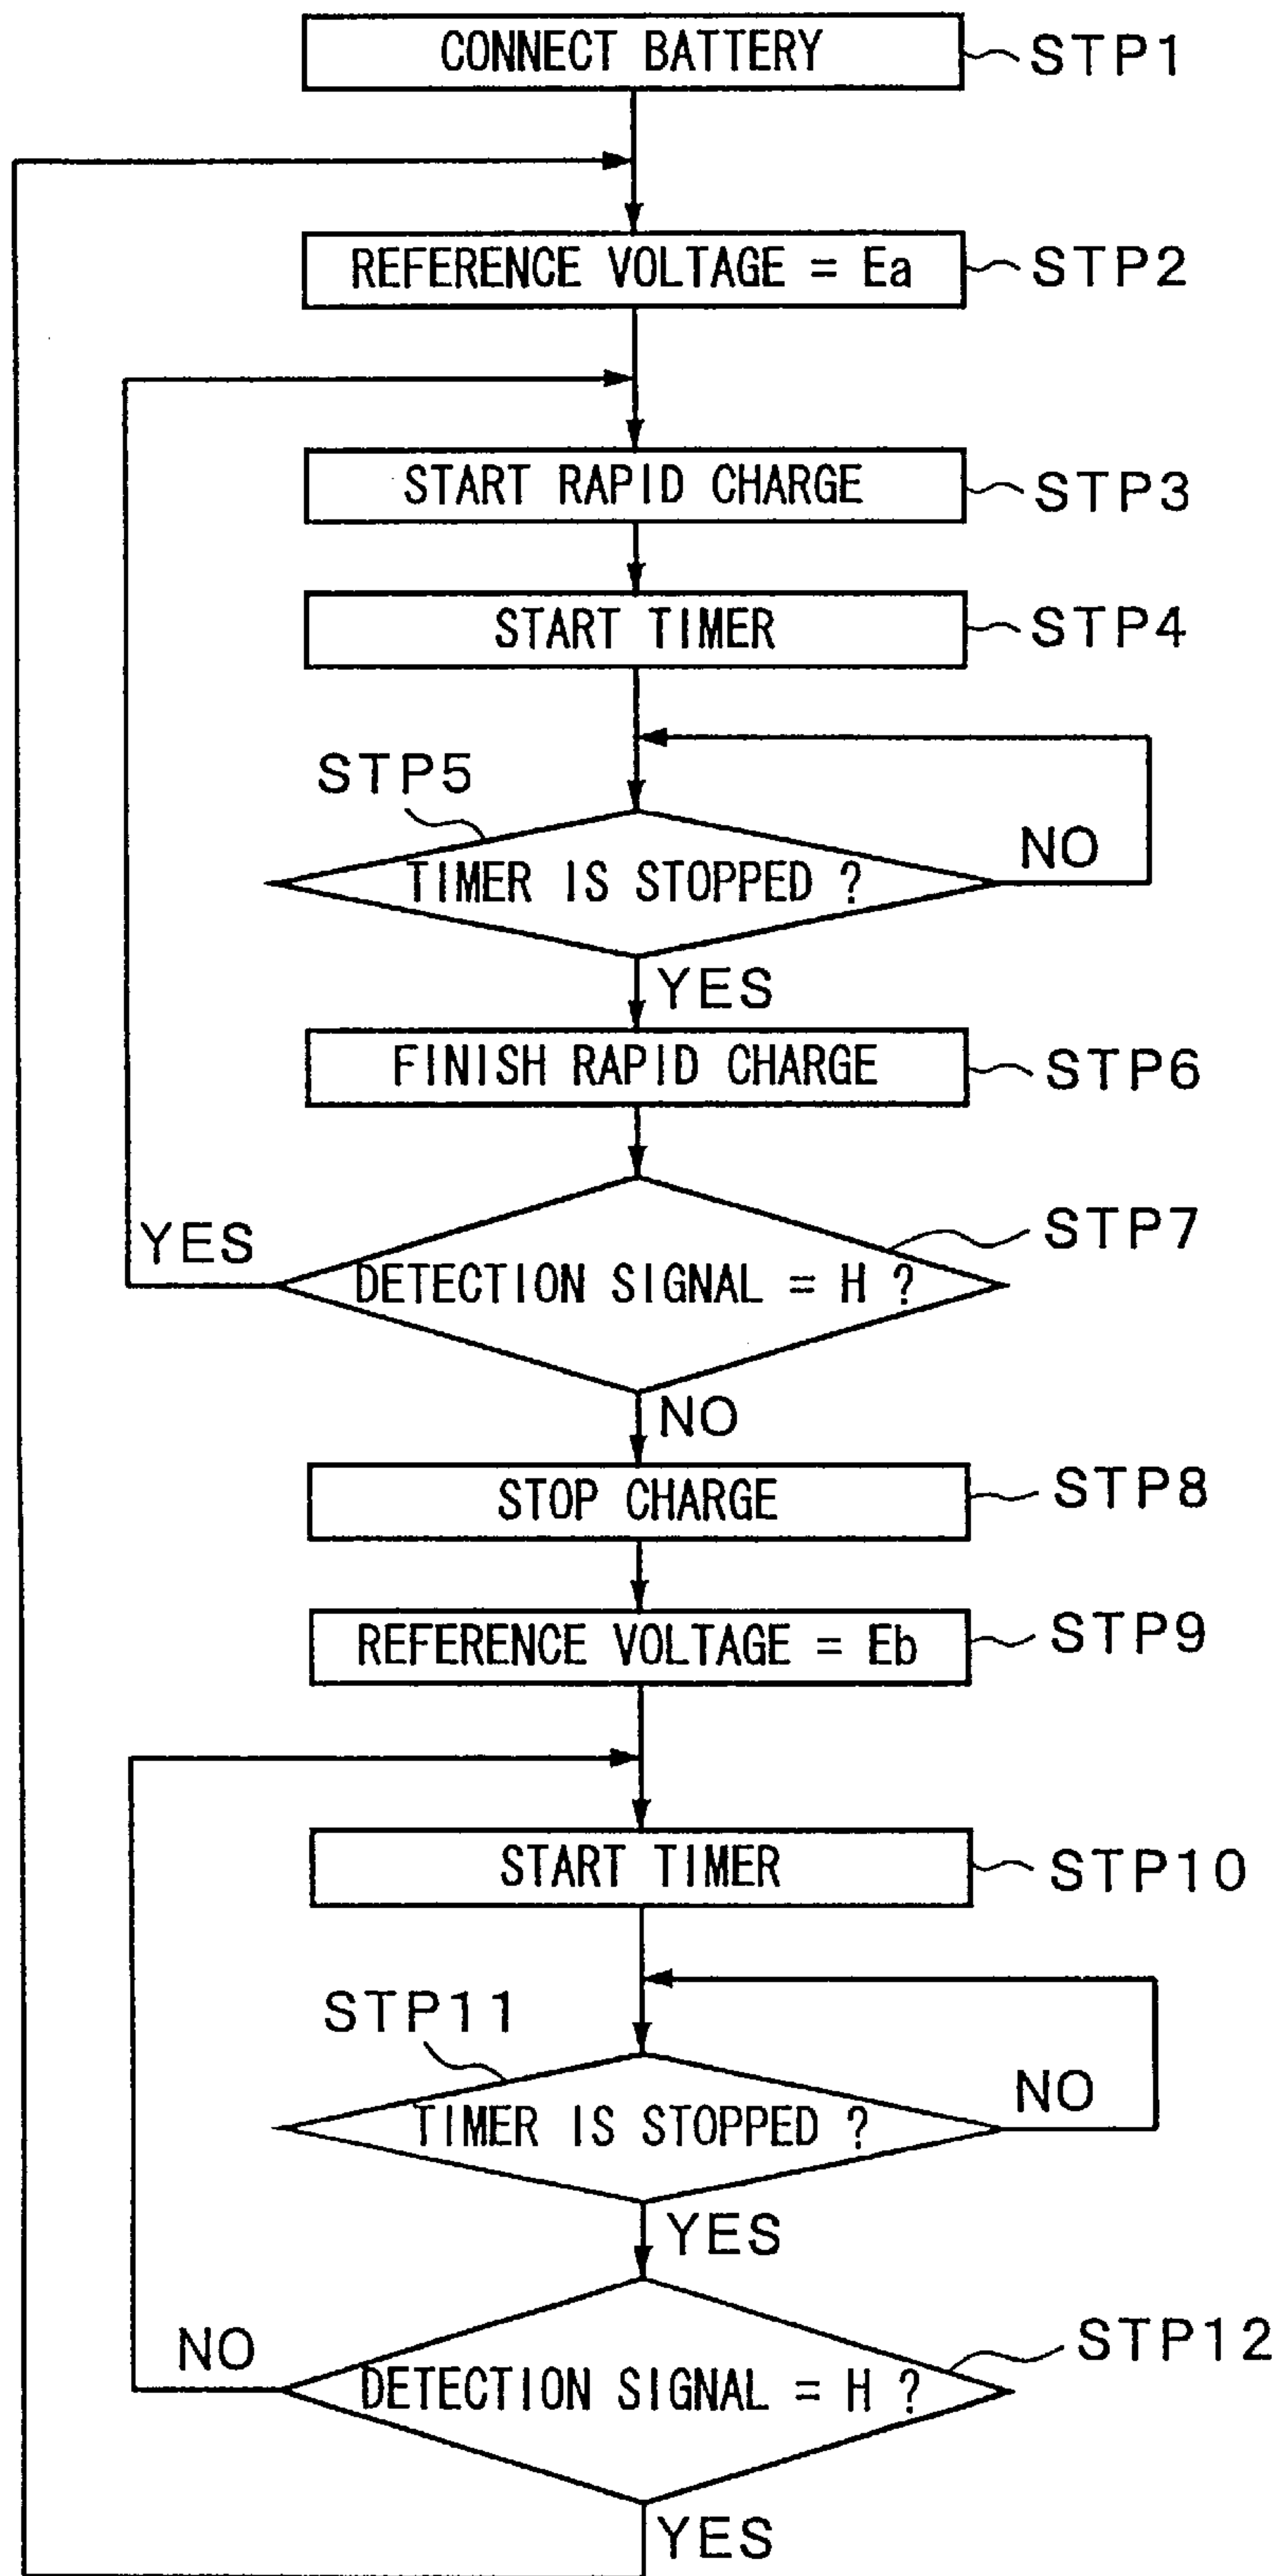 CONNECT BATTERY
STP1
REFERENCE VOLTAGE = Ea
STP2
START RAPID CHARGE
STP3
START TIMER
STP4
STP5
TIMER IS STOPPED ?
NO
YES
FINISH RAPID CHARGE
STP6
YES
STP7
DETECTION SIGNAL = H ?
NO
STOP CHARGE
STP8
REFERENCE VOLTAGE = Eb
STP9
START TIMER
STP10
STP11
TIMER IS STOPPED ?
NO
YES
NO
STP12
DETECTION SIGNAL = H ?
YES